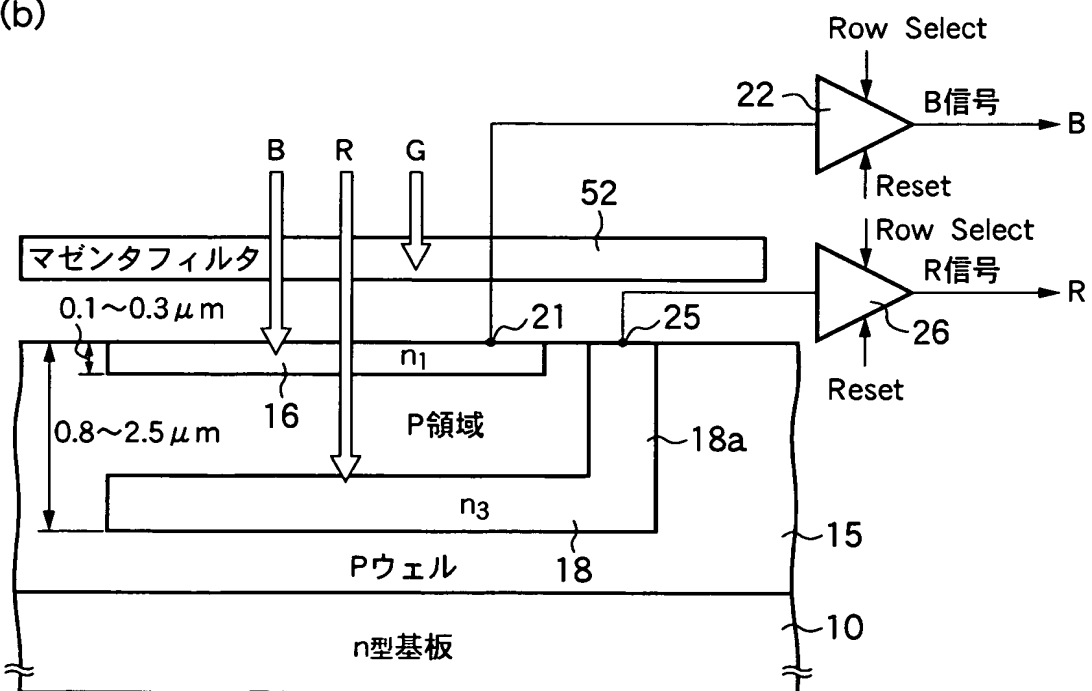 (b)
Row Select
22
B信号
B
B R G
Reset
52
Row Select
マゼンタフィルタ
R信号
R
0.1〜0.3μm
21
25
26
n1
Reset
16
P領域
0.8〜2.5μm
18a
n3
15
Pウェル
18
10
n型基板